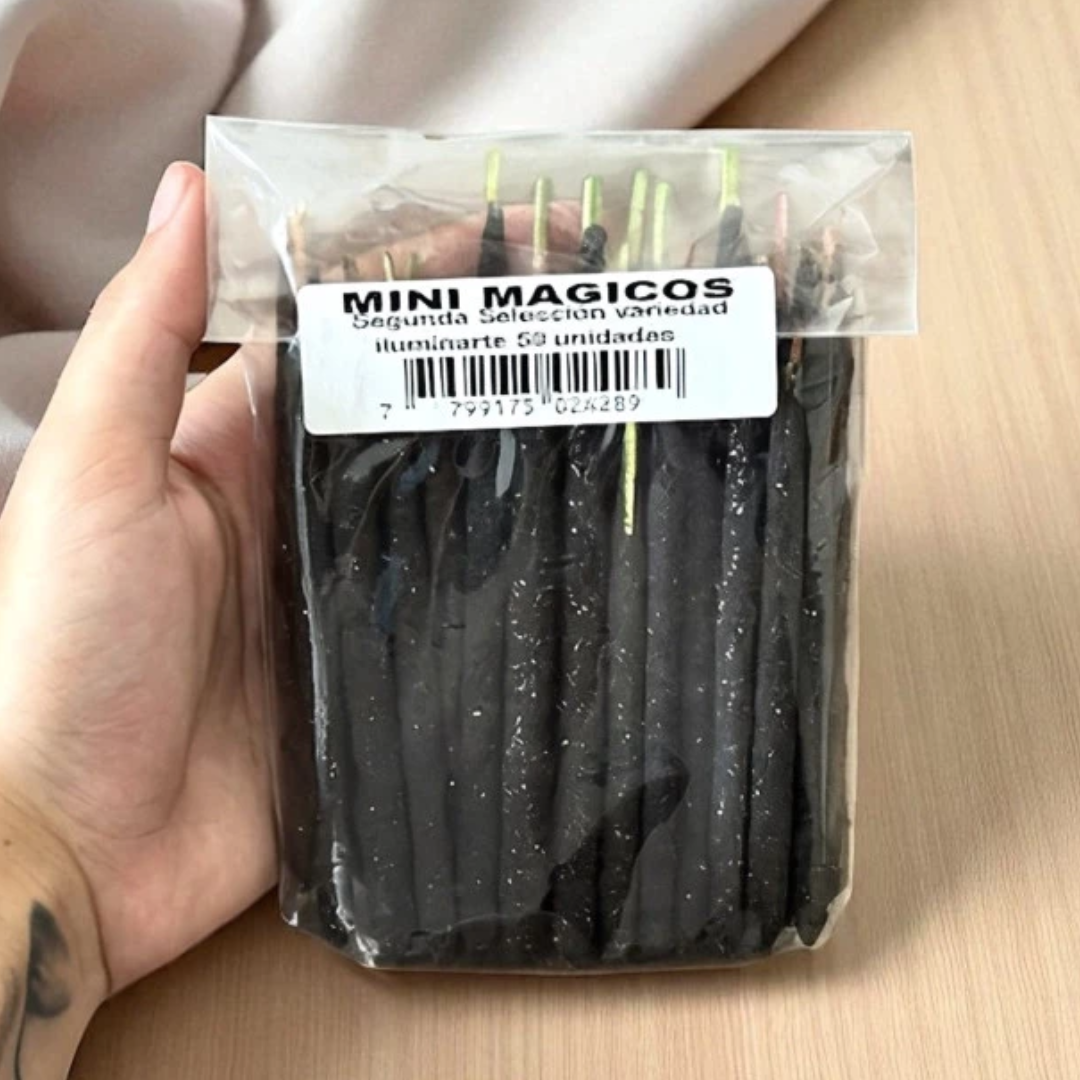 MINI MAGICOS
Segunda Seleccion variedad
iluminarte 50 unidades
7 799175 024289